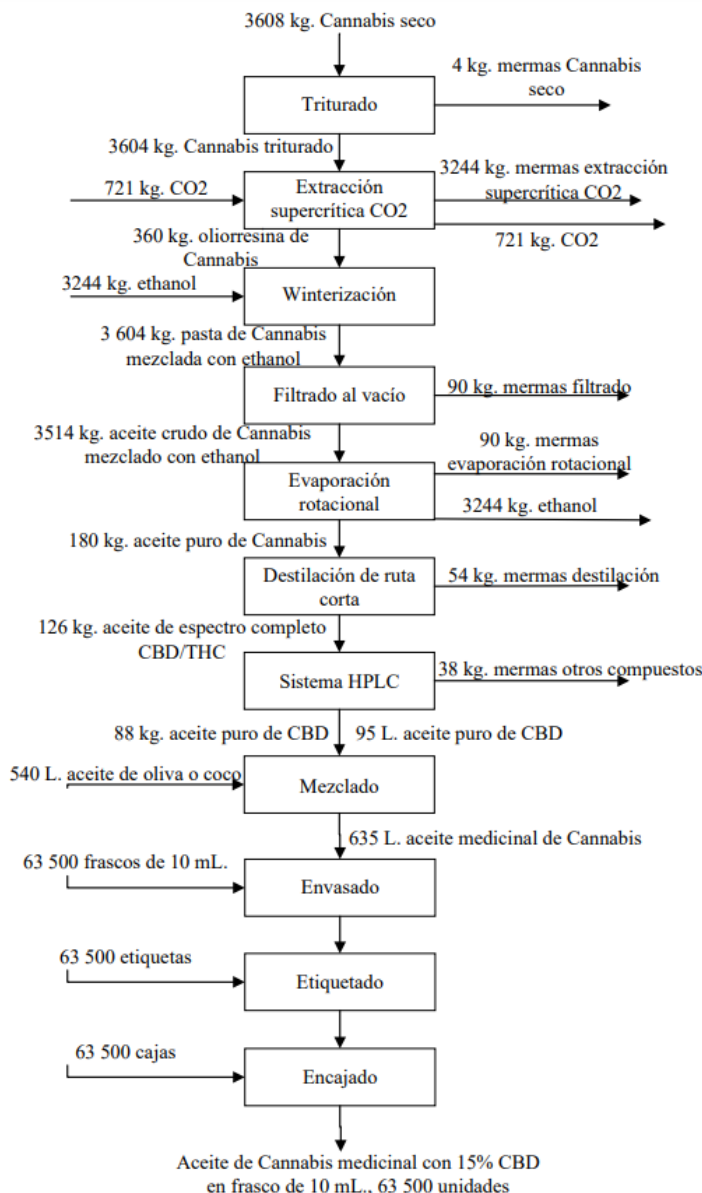 3608 kg. Cannabis seco
Triturado
4 kg. mermas Cannabis
seco
3604 kg. Cannabis triturado
721 kg. CO2
Extracción
supercrítica CO2
3244 kg. mermas extracción
supercrítica CO2
721 kg. CO2
360 kg. oliorresina de
Cannabis
3244 kg. ethanol
Winterización
3 604 kg. pasta de Cannabis
mezclada con ethanol
Filtrado al vacío
90 kg. mermas filtrado
3514 kg. aceite crudo de Cannabis
mezclado con ethanol
Evaporación
rotacional
90 kg. mermas
evaporación rotacional
3244 kg. ethanol
180 kg. aceite puro de Cannabis
Destilación de ruta
corta
54 kg. mermas destilación
126 kg. aceite de espectro completo
CBD/THC
Sistema HPLC
38 kg. mermas otros compuestos
88 kg. aceite puro de CBD
95 L. aceite puro de CBD
540 L. aceite de oliva o coco
Mezclado
635 L. aceite medicinal de Cannabis
63 500 frascos de 10 mL.
Envasado
63 500 etiquetas
Etiquetado
63 500 cajas
Encajado
Aceite de Cannabis medicinal con 15% CBD
en frasco de 10 mL., 63 500 unidades